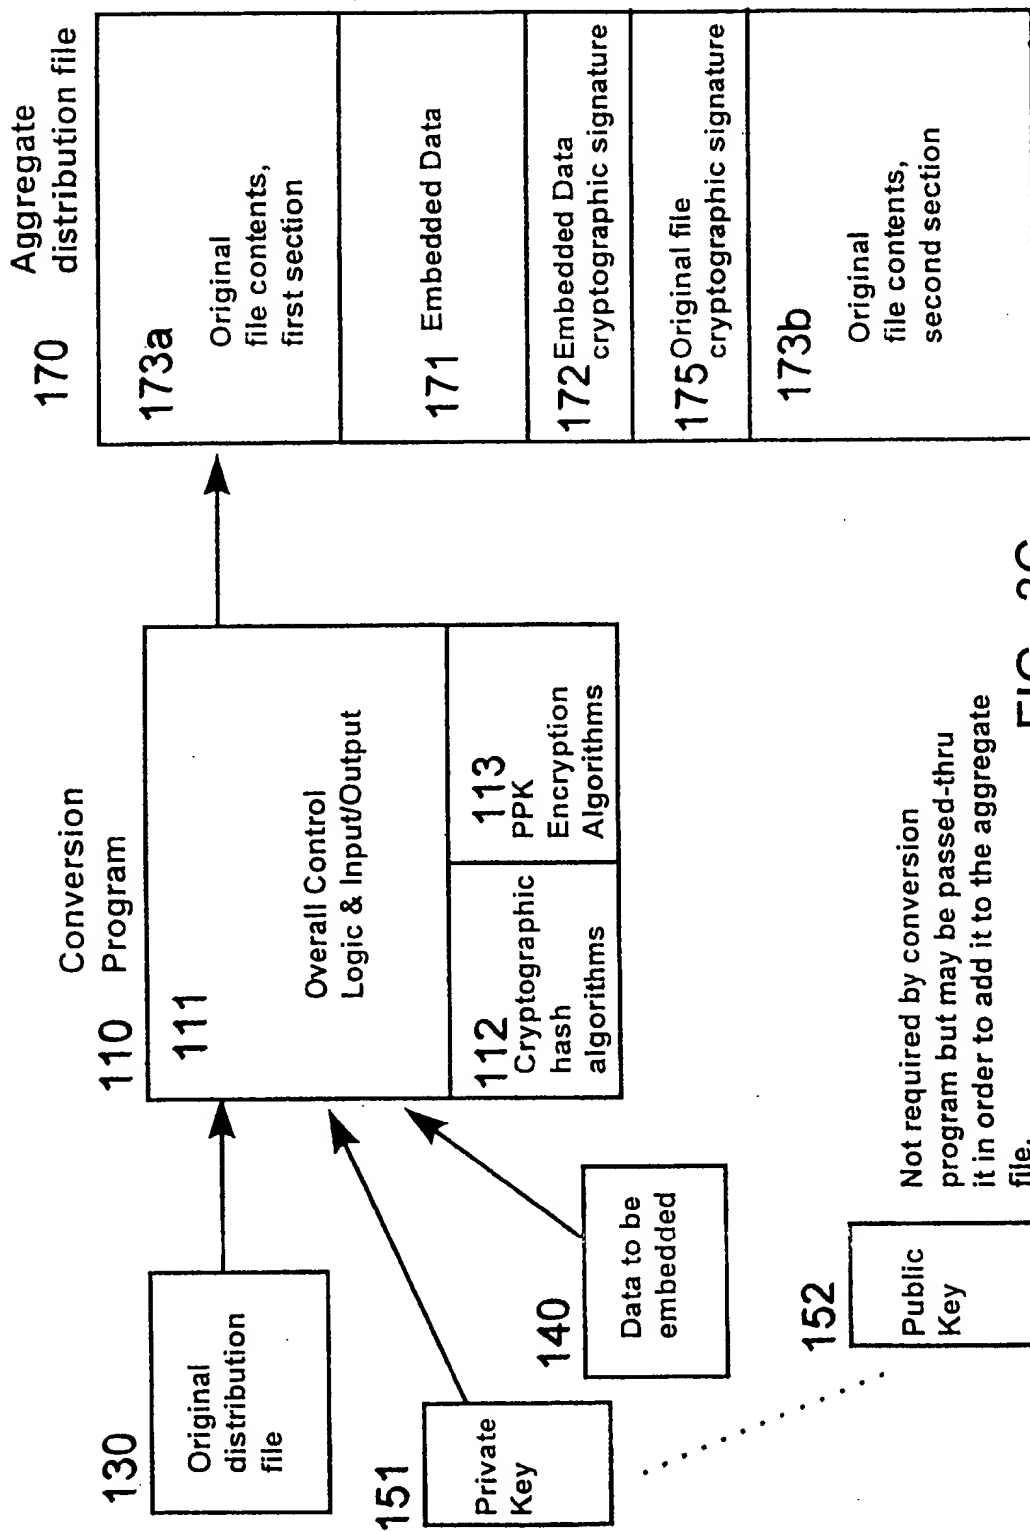 130
Original
distribution
file
151
Private
Key
140
Data to be
embedded
152
Public
Key
Not required by conversion
program but may be passed-thru
it in order to add it to the aggregate
file.
Conversion
110 Program
111
Overall Control
Logic & Input/Output
112
Cryptographic
hash
algorithms
113
PPK
Encryption
Algorithms
170
Aggregate
distribution file
173a
Original
file contents,
first section
171 Embedded Data
172 Embedded Data
cryptographic signature
175 Original file
cryptographic signature
173b
Original
file contents,
second section
FIG